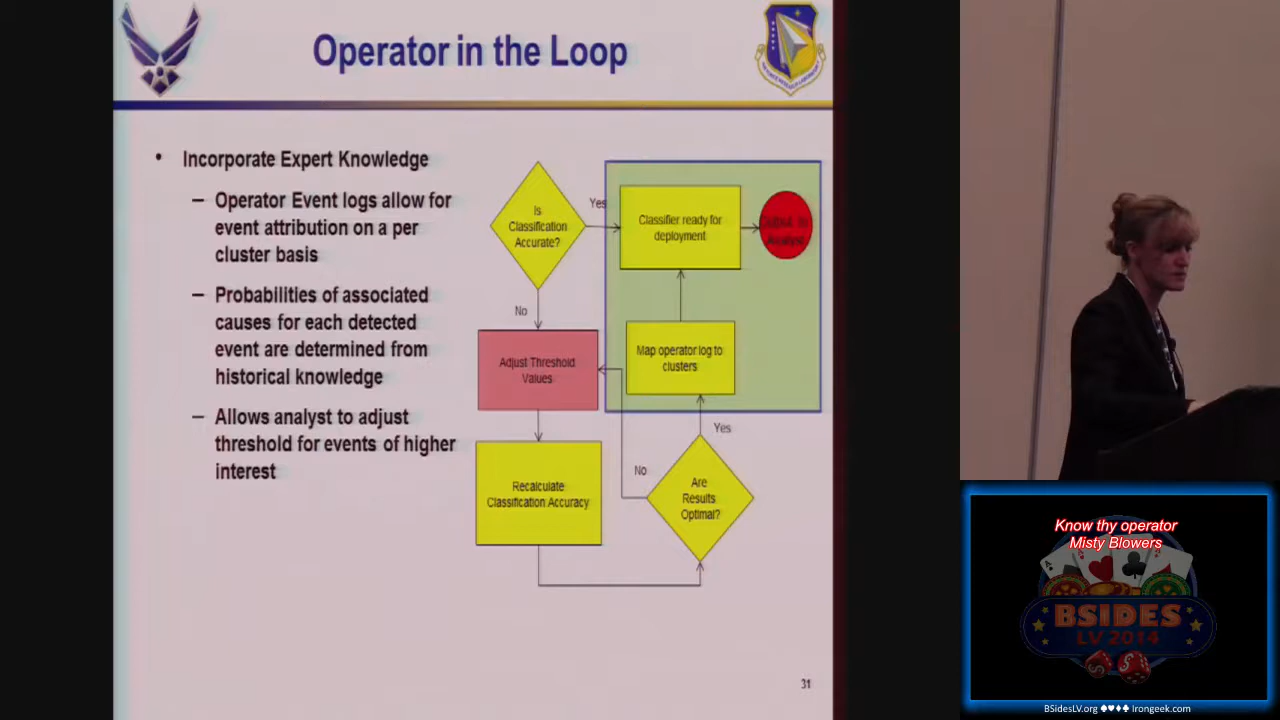 Operator in the Loop
• Incorporate Expert Knowledge
– Operator Event logs allow for
event attribution on a per
cluster basis
– Probabilities of associated
causes for each detected
event are determined from
historical knowledge
– Allows analyst to adjust
threshold for events of higher
interest
Is
Classification
Accurate?
Yes
Classifier ready for
deployment
Output to
Analyst
No
Adjust Threshold
Values
Map operator log to
clusters
Yes
No
Recalculate
Classification Accuracy
Are
Results
Optimal?
31
Know thy operator
Misty Blowers
BSIDES
LV 2014
BSidesLV.org ♠♥♦♣ Irongeek.com